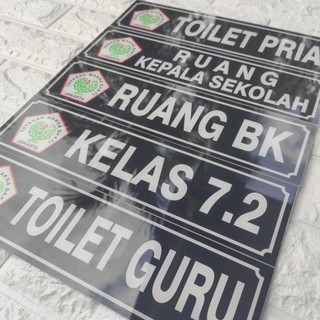 TOILET PRIA
RUANG
KEPALA SEKOLAH
RUANG BK
KELAS 7.2
TOILET GURU